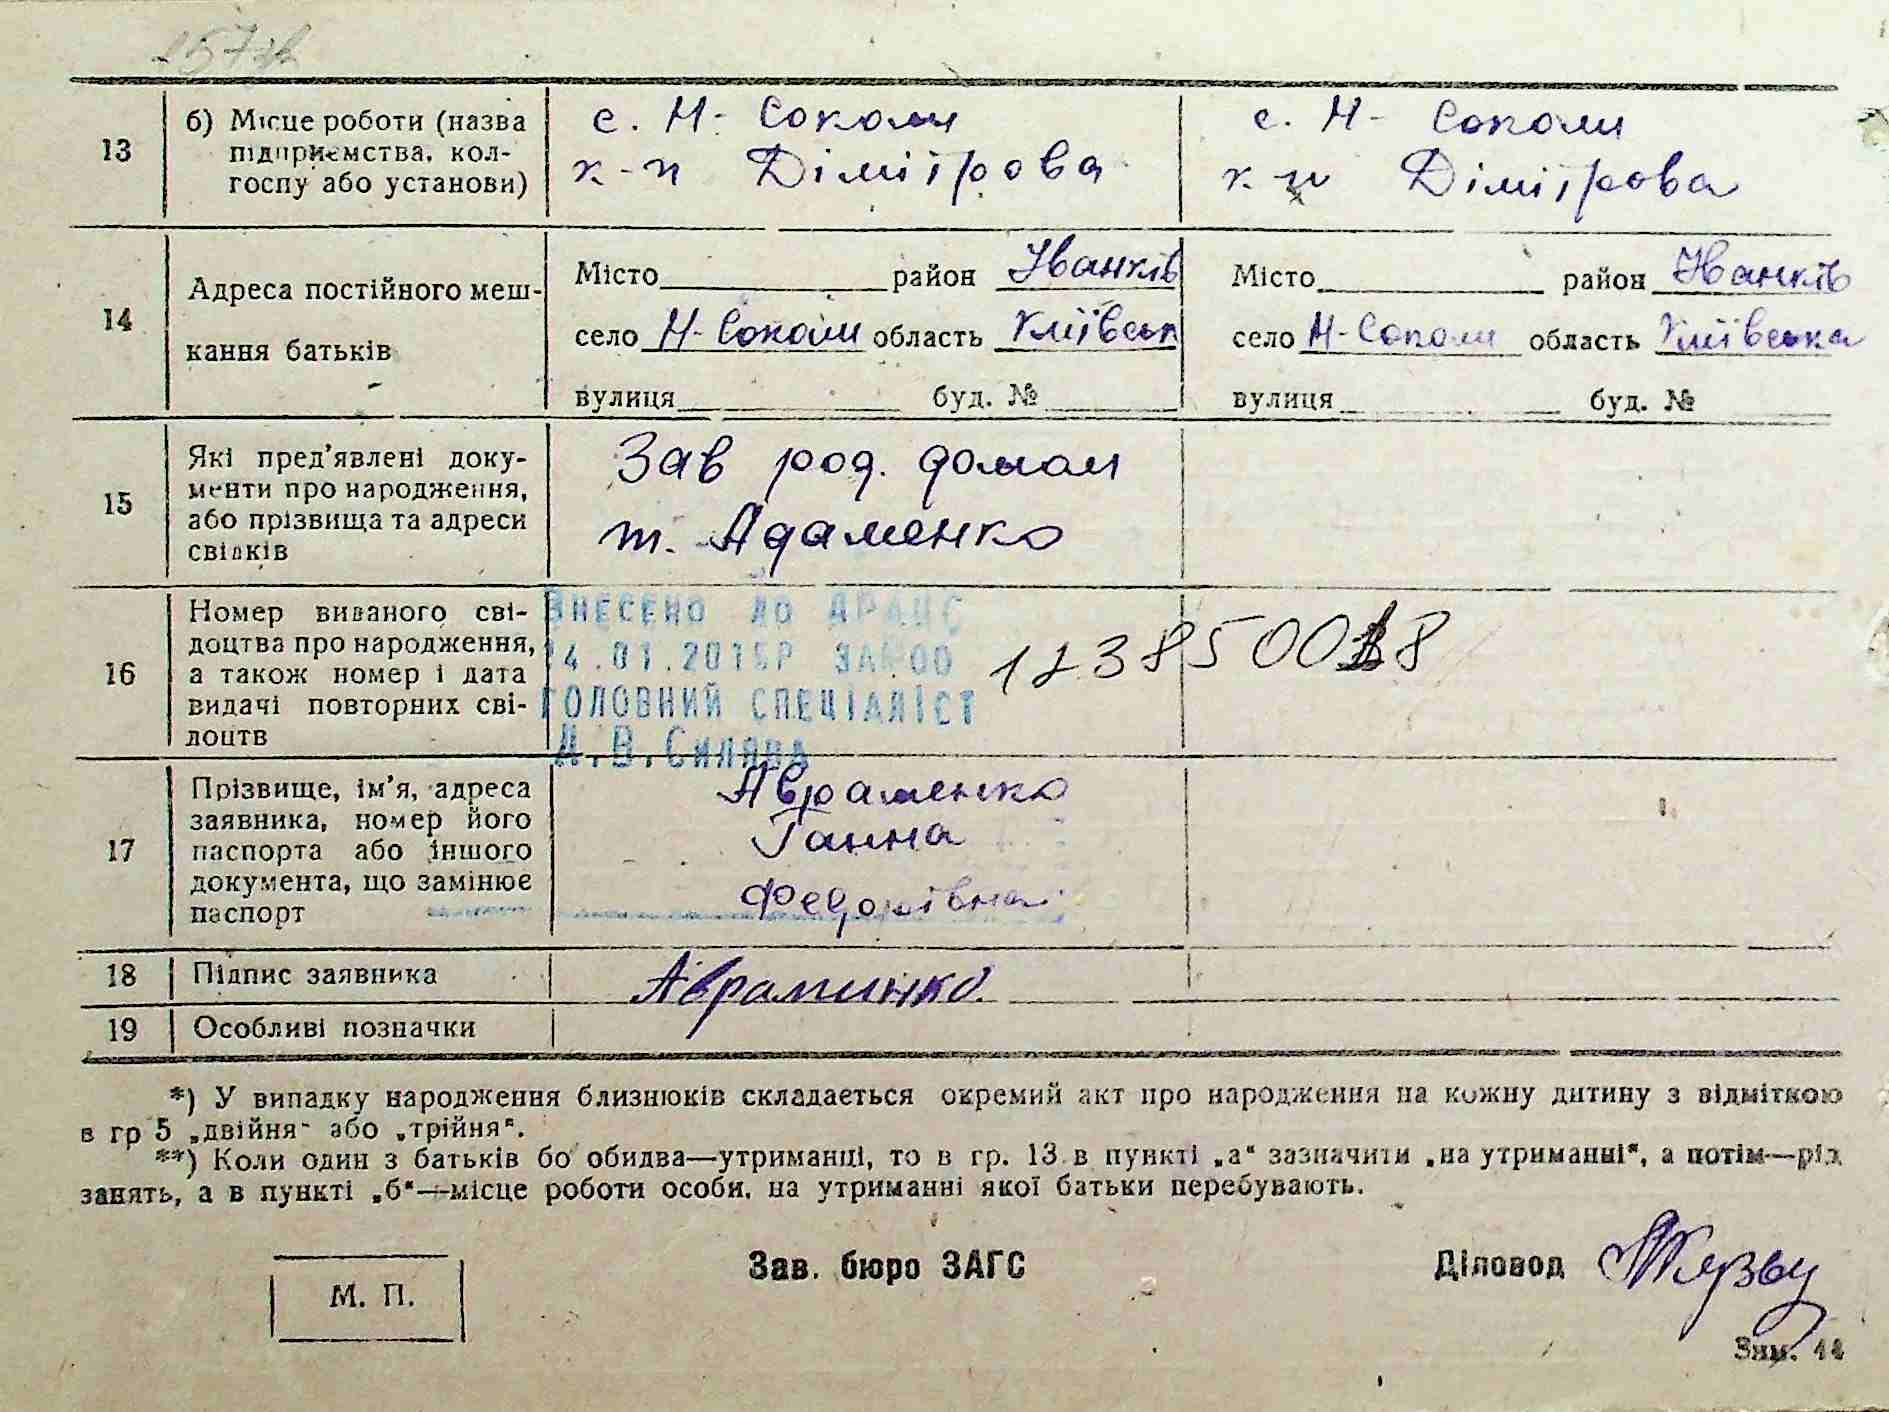 13
б) Місце роботи (назва
підприємства, кол-
госпу або установи)
с. Н- Соколи
к-п Дімітрова
с. Н- Соколи
к-п Дімітрова
14
Адреса постійного меш-
кання батьків
Місто район Іванків
село Н-Соколи область Київськ
вулиця буд. №
Місто район Іванків
село Н-Соколи область Київська
вулиця буд. №
15
Які пред’явлені доку-
менти про народження,
або прізвища та адреси
свідків
Зав род. домом
т. Адаменко
16
Номер виданого сві-
доцтва про народження,
а також номер і дата
видачі повторних сві-
доцтв
ВНЕСЕНО ДО ДРАЦС
14.01.2015Р ЗА№00
ГОЛОВНИЙ СПЕЦІАЛІСТ
Д.В.Силява
17
Прізвище, ім’я, адреса
заявника, номер його
паспорта або іншого
документа, що замінює
паспорт
Авраменко
Ганна
Федорівна
18
Підпис заявника
Авраминко
19
Особливі позначки
*) У випадку народження близнюків складається окремий акт про народження на кожну дитину з відміткою
в гр 5 „двійня“ або „трійня“.
**) Коли один з батьків бо обидва—утриманці, то в гр. 13 в пункті „а“ зазначити „на утриманні“, а потім—рід
занять, а в пункті „б“—місце роботи особи, на утриманні якої батьки перебувають.
М. П.
Зав. бюро ЗАГС
Діловод